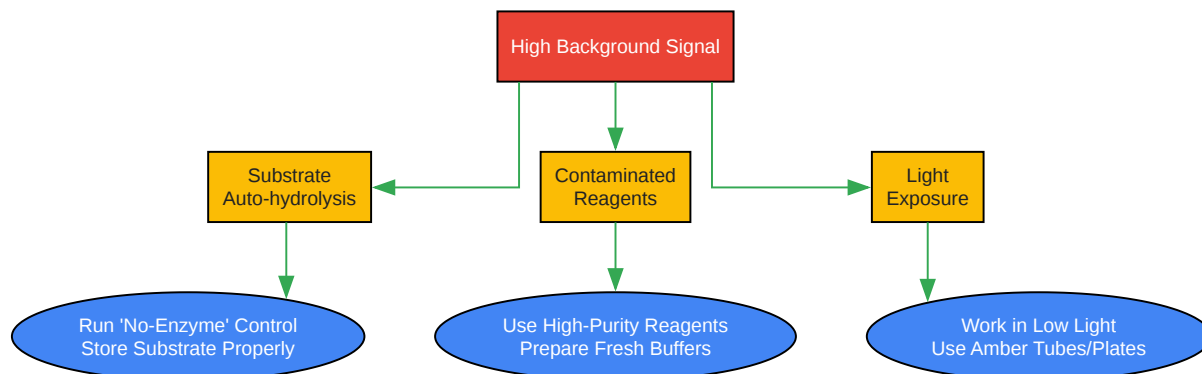 High Background Signal
Substrate
Auto-hydrolysis
Contaminated
Reagents
Light
Exposure
Run 'No-Enzyme' Control
Store Substrate Properly
Use High-Purity Reagents
Prepare Fresh Buffers
Work in Low Light
Use Amber Tubes/Plates